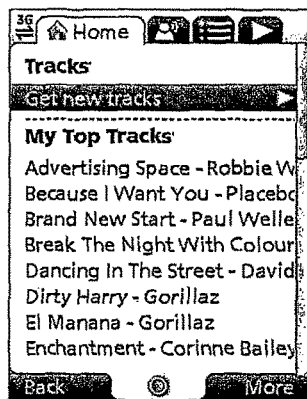 3G
Home
Tracks
Get new tracks
My Top Tracks
Advertising Space - Robbie W
Because I Want You - Placebo
Brand New Start - Paul Welle
Break The Night With Colour
Dancing In The Street - David
Dirty Harry - Gorillaz
El Manana - Gorillaz
Enchantment - Corinne Bailey
Back More